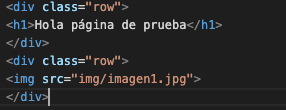 <div class="row">
<h1>Hola página de prueba</h1>
</div>
<div class="row">
<img src="img/imagen1.jpg">
</div>